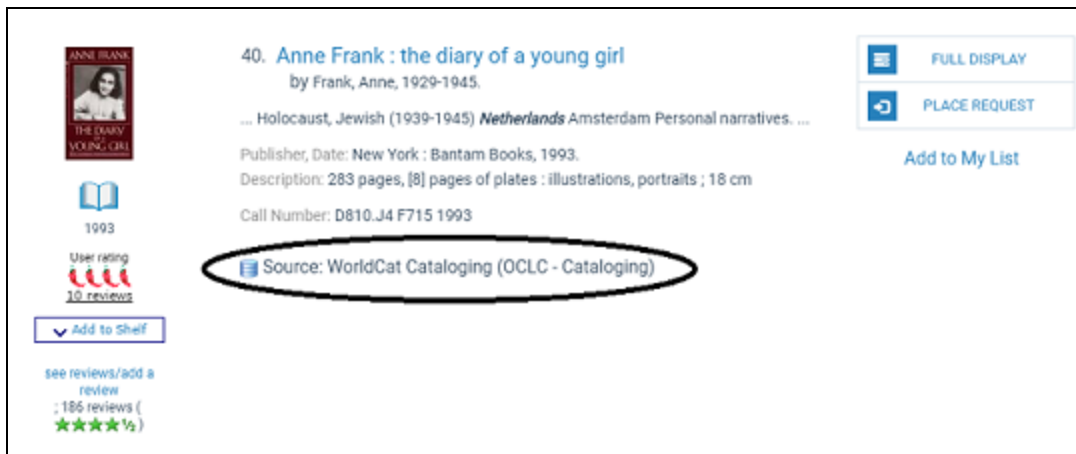 ANNE FRANK
THE DIARY
OF A
YOUNG GIRL
1993
User rating
10 reviews
Add to Shelf
see reviews/add a
review
; 186 reviews (
½ )
40. Anne Frank : the diary of a young girl
by Frank, Anne, 1929-1945.
... Holocaust, Jewish (1939-1945) Netherlands Amsterdam Personal narratives. ...
Publisher, Date: New York : Bantam Books, 1993.
Description: 283 pages, [8] pages of plates : illustrations, portraits ; 18 cm
Call Number: D810.J4 F715 1993
Source: WorldCat Cataloging (OCLC - Cataloging)
FULL DISPLAY
PLACE REQUEST
Add to My List